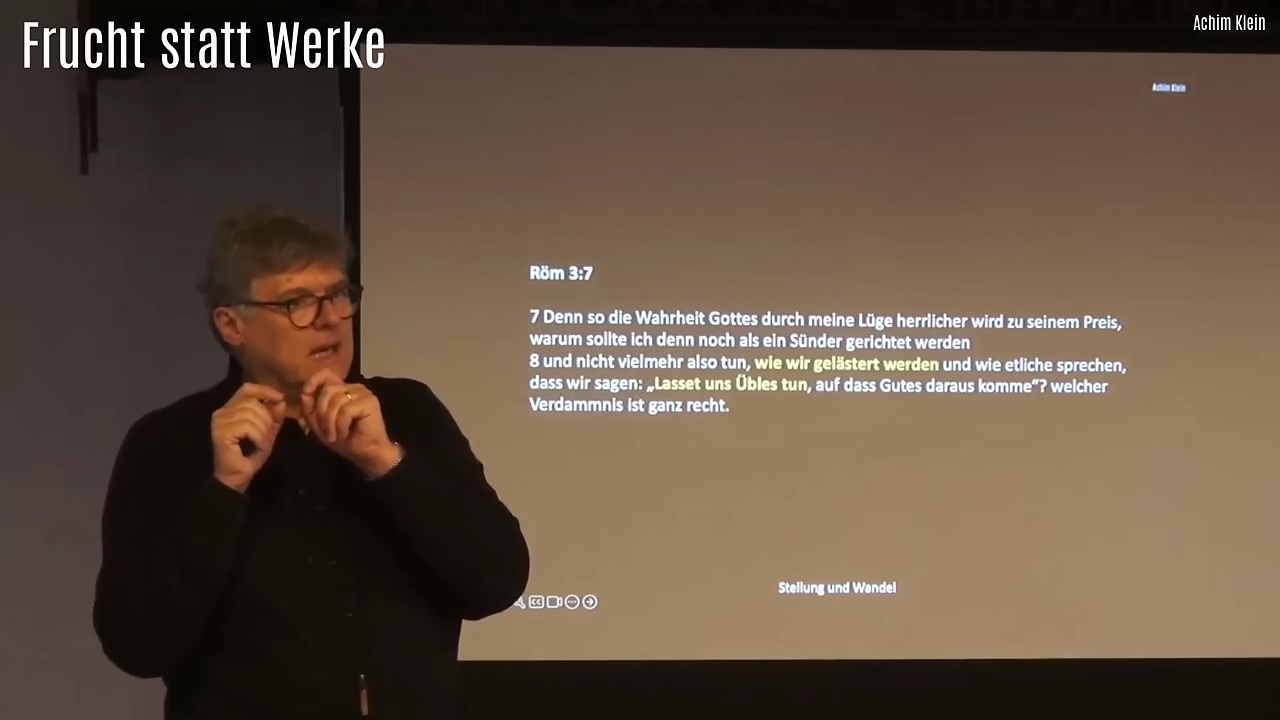 Frucht statt Werke
Achim Klein
Achim Klein
Röm 3:7
7 Denn so die Wahrheit Gottes durch meine Lüge herrlicher wird zu seinem Preis,
warum sollte ich denn noch als ein Sünder gerichtet werden
8 und nicht vielmehr also tun, wie wir gelästert werden und wie etliche sprechen,
dass wir sagen: „Lasset uns Übles tun, auf dass Gutes daraus komme“? welcher
Verdammnis ist ganz recht.
Stellung und Wandel